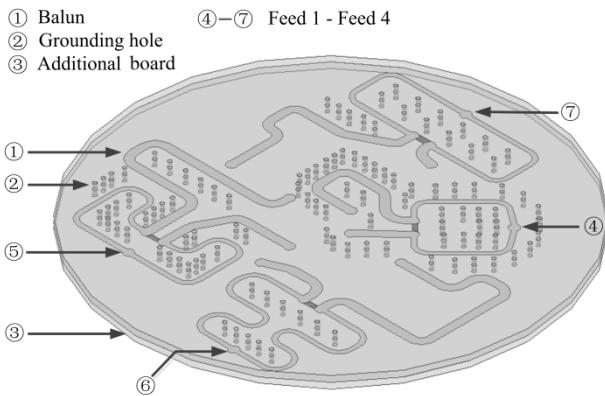 ① Balun ④-⑦ Feed 1 - Feed 4
② Grounding hole
③ Additional board
⑦
①
②
④
⑤
③
⑥